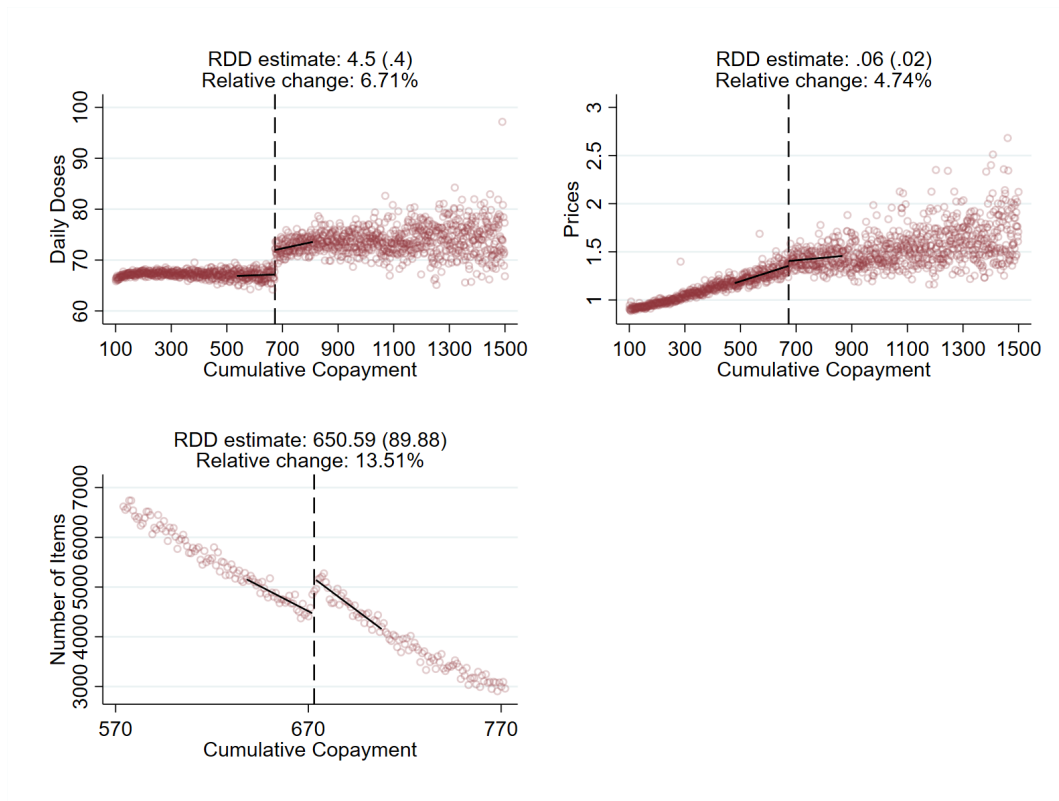 RDD estimate: 4.5 (.4)
Relative change: 6.71%
Daily Doses
60 70 80 90 100
100 300 500 700 900 1100 1300 1500
Cumulative Copayment
RDD estimate: .06 (.02)
Relative change: 4.74%
Prices
1 1.5 2 2.5 3
100 300 500 700 900 1100 1300 1500
Cumulative Copayment
RDD estimate: 650.59 (89.88)
Relative change: 13.51%
Number of Items
3000 4000 5000 6000 7000
570 670 770
Cumulative Copayment